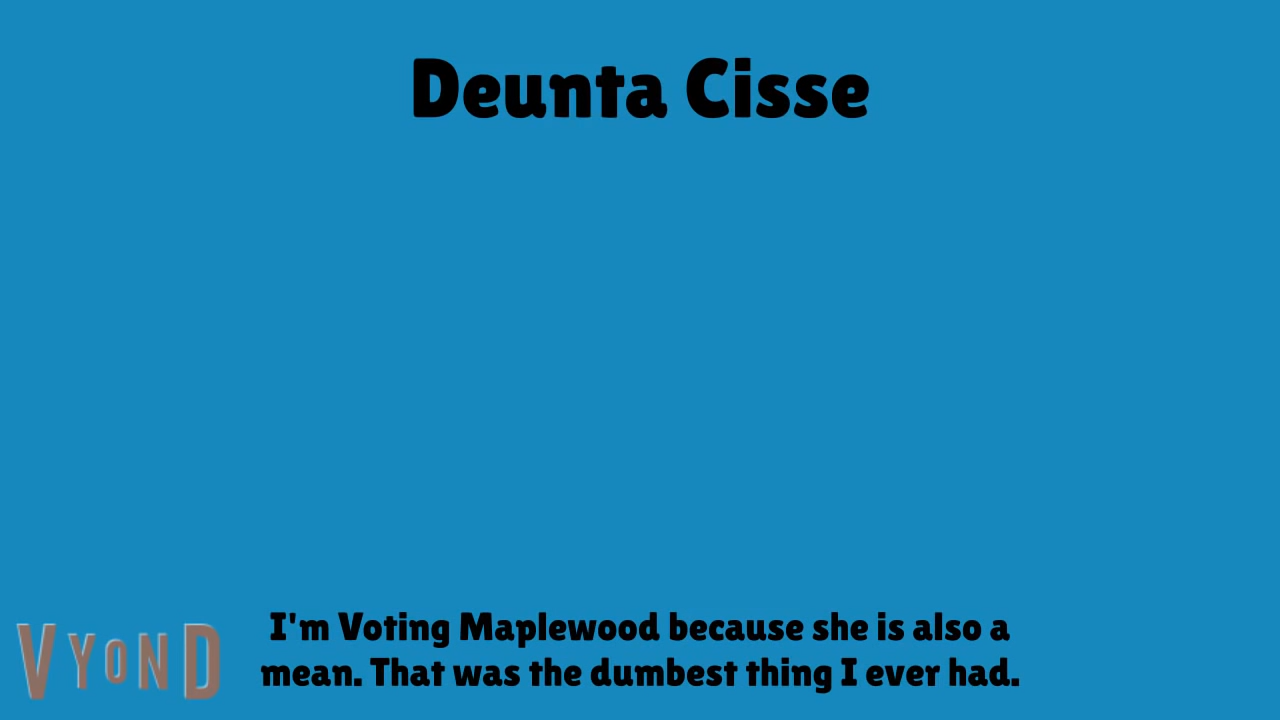 Deunta Cisse
I'm Voting Maplewood because she is also a
mean. That was the dumbest thing I ever had.
VYOND